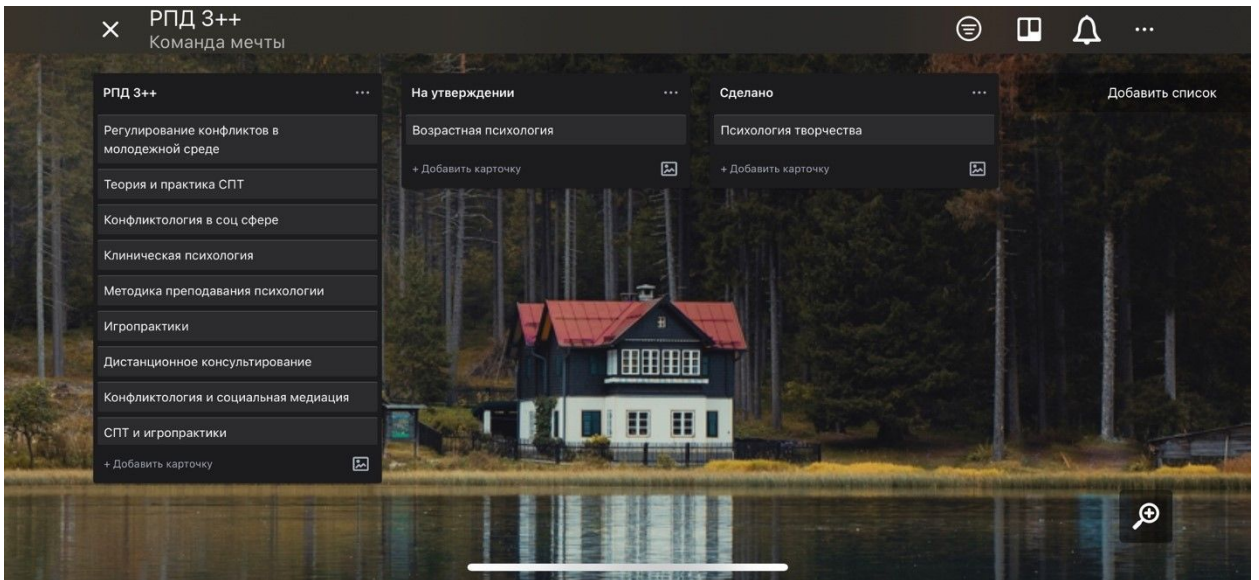 РПД 3++
Команда мечты
РПД 3++
Регулирование конфликтов в
молодежной среде
Теория и практика СПТ
Конфликтология в соц сфере
Клиническая психология
Методика преподавания психологии
Игропрактики
Дистанционное консультирование
Конфликтология и социальная медиация
СПТ и игропрактики
+ Добавить карточку
На утверждении
Возрастная психология
+ Добавить карточку
Сделано
Психология творчества
+ Добавить карточку
Добавить список